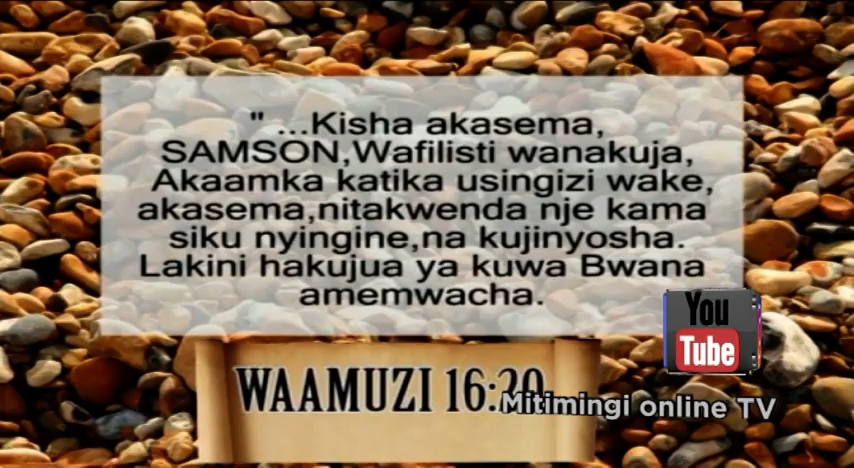 " ...Kisha akasema,
SAMSON,Wafilisti wanakuja,
Akaamka katika usingizi wake,
akasema,nitakwenda nje kama
siku nyingine,na kujinyosha.
Lakini hakujua ya kuwa Bwana
amemwacha.
You
Tube
WAAMUZI 16:20
Mitimingi online TV